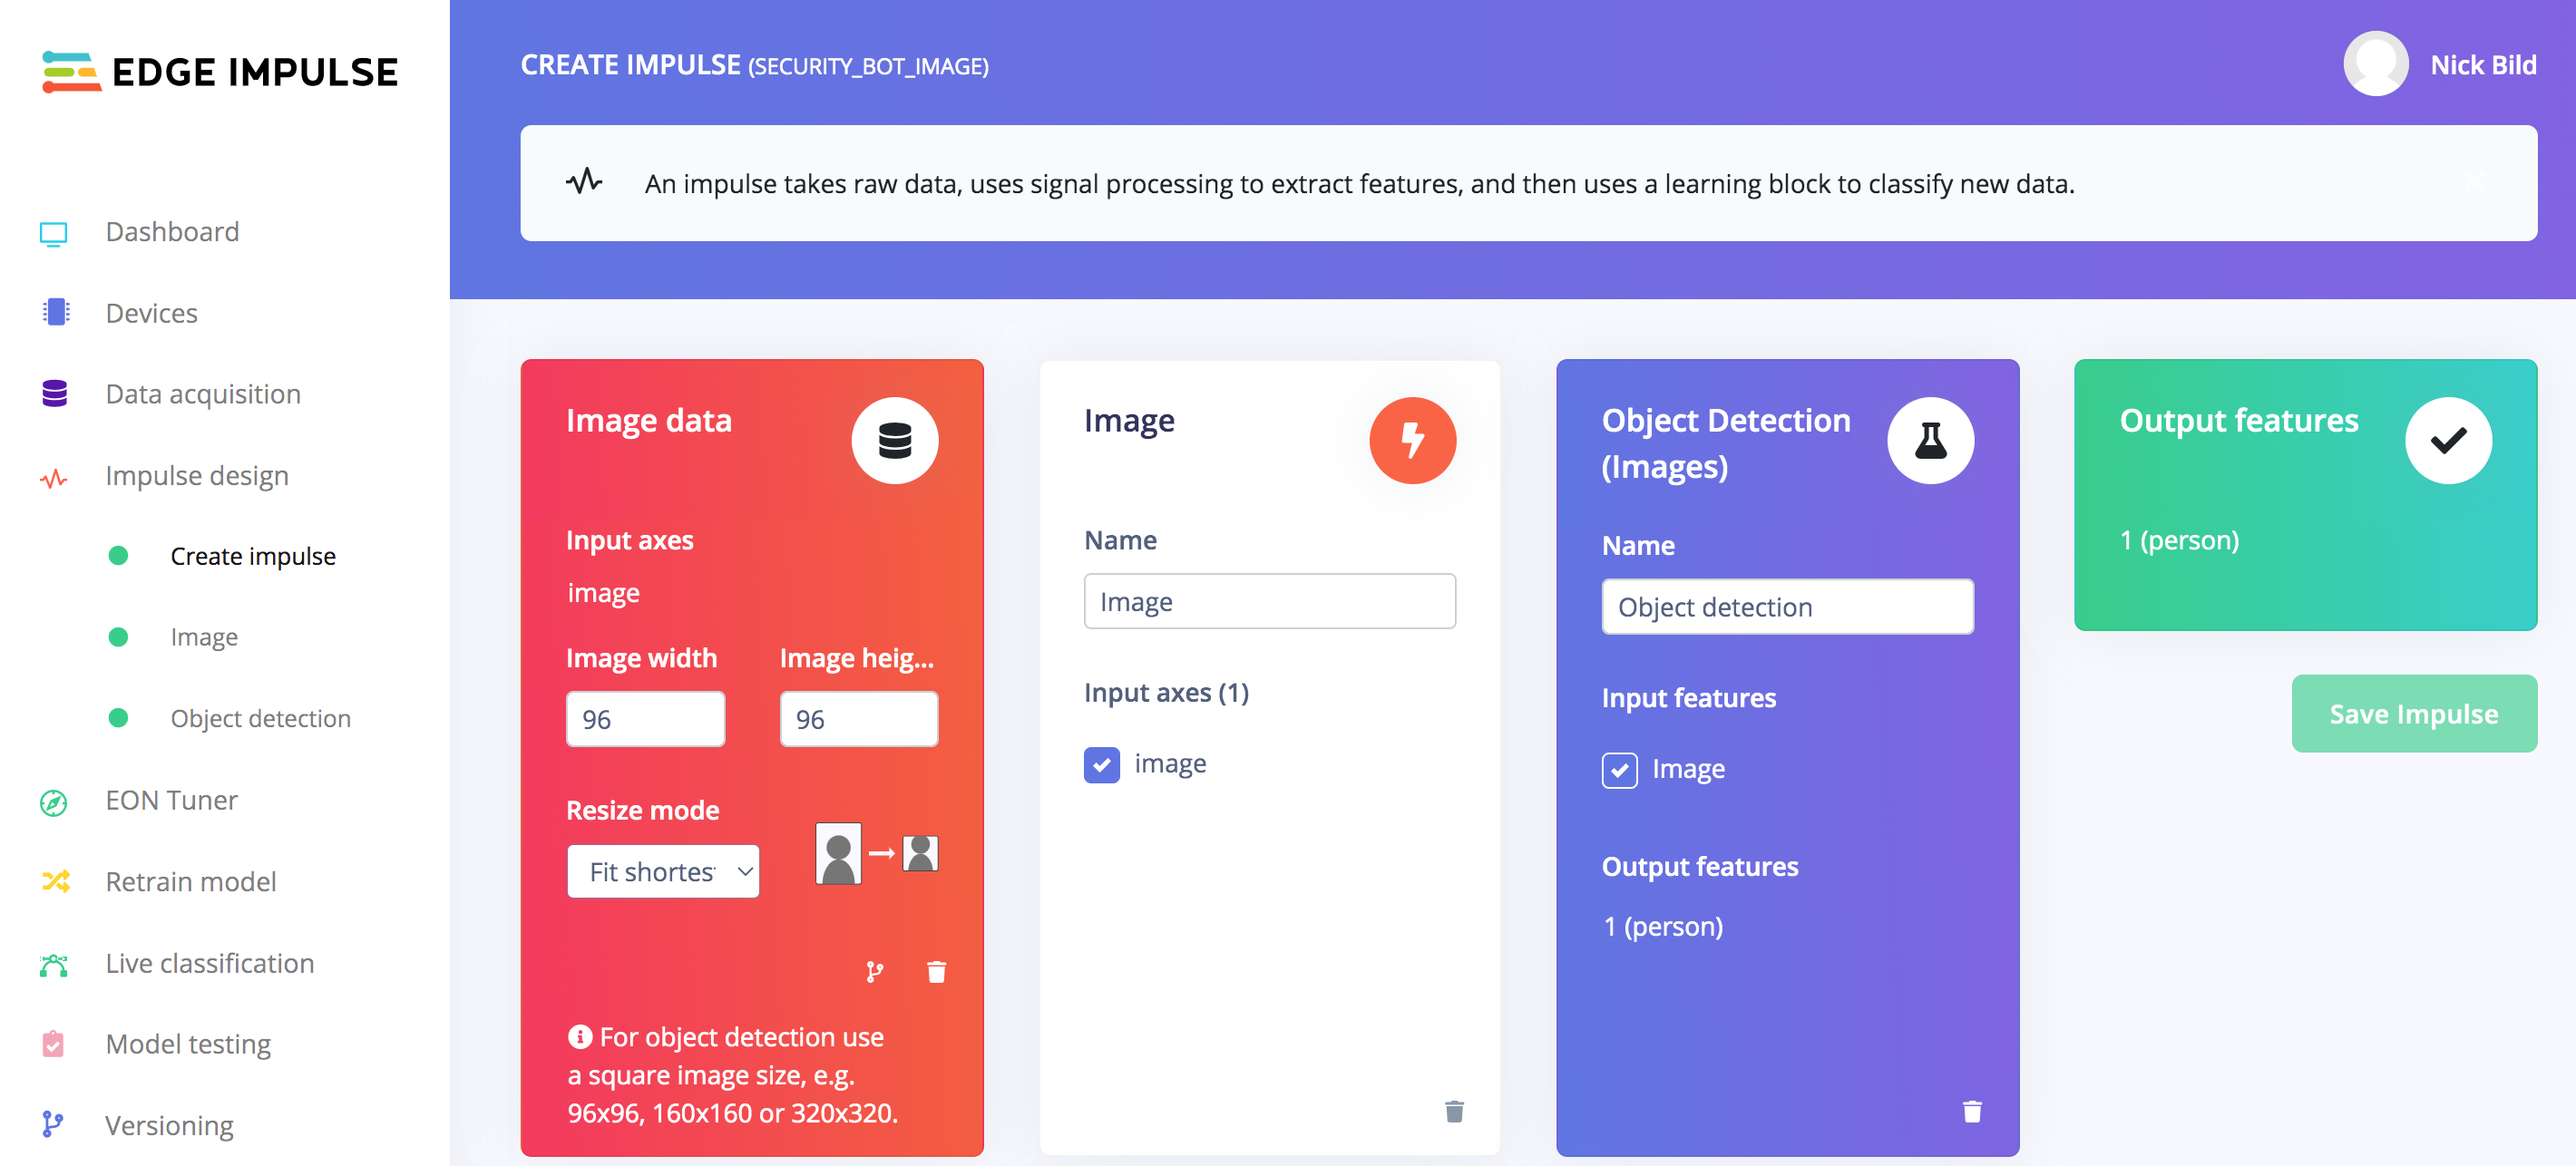 EDGE IMPULSE
Dashboard
Devices
Data acquisition
Impulse design
Create impulse
Image
Object detection
EON Tuner
Retrain model
Live classification
Model testing
Versioning
CREATE IMPULSE (SECURITY_BOT_IMAGE)
Nick Bild
An impulse takes raw data, uses signal processing to extract features, and then uses a learning block to classify new data.
Image data
Input axes
image
Image width Image heig...
96 96
Resize mode
Fit shortes
For object detection use
a square image size, e.g.
96x96, 160x160 or 320x320.
Image
Name
Image
Input axes (1)
image
Object Detection
(Images)
Name
Object detection
Input features
Image
Output features
1 (person)
Output features
1 (person)
Save Impulse